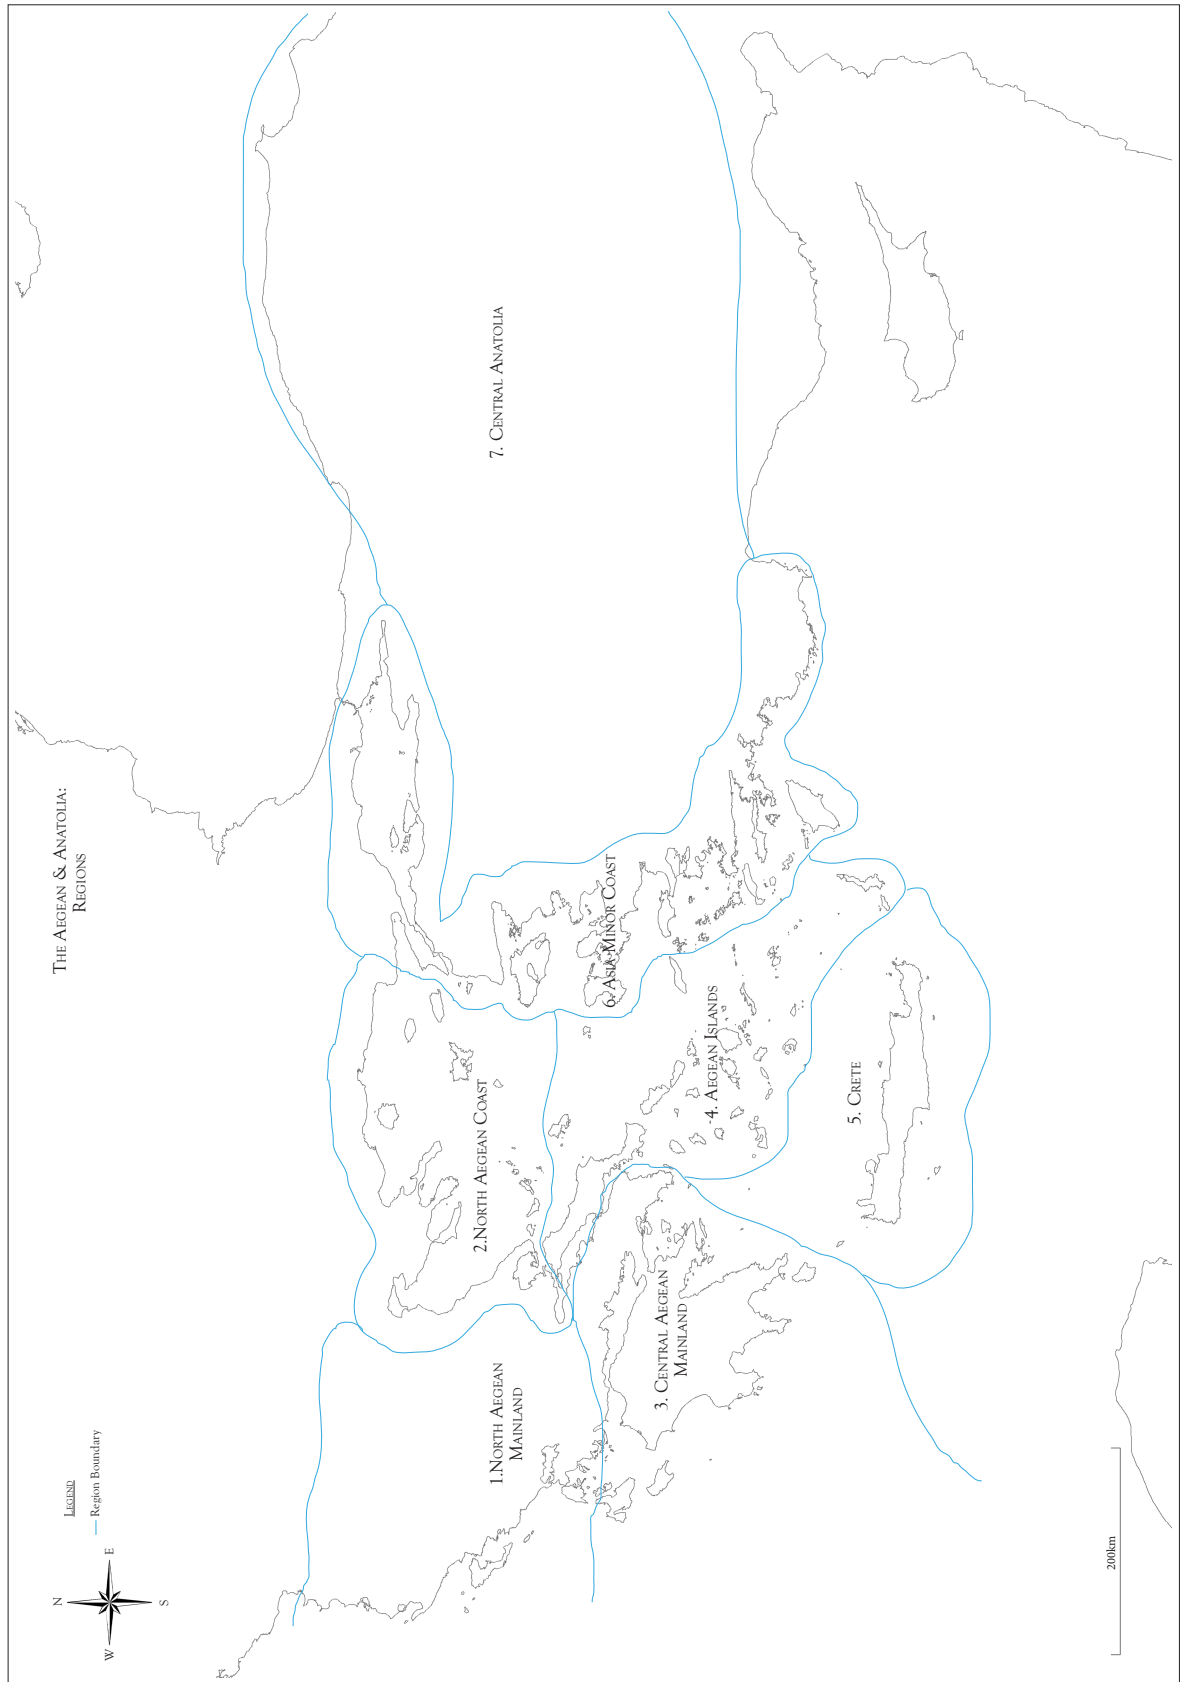 THE AEGEAN & ANATOLIA:
REGIONS
LEGEND
Region Boundary
N
E
S
W
1.NORTH AEGEAN
MAINLAND
2.NORTH AEGEAN COAST
3. CENTRAL AEGEAN
MAINLAND
4. AEGEAN ISLANDS
5. CRETE
6. ASIA MINOR COAST
7. CENTRAL ANATOLIA
200km